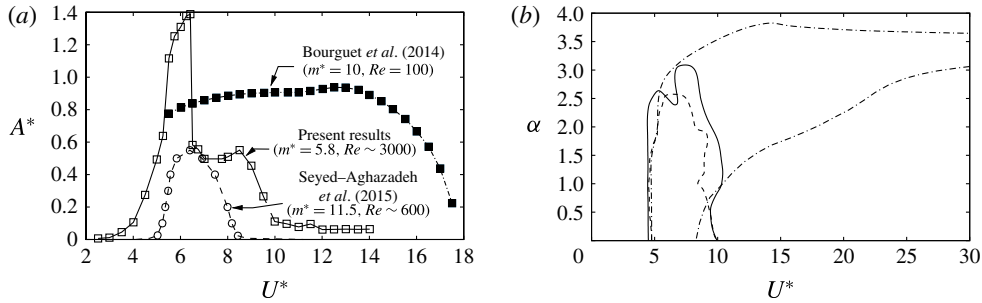 (a)
1.4
1.2
1.0
0.8
0.6
0.4
0.2
0
A*
Bourguet et al. (2014)
(m* = 10, Re = 100)
Present results
(m* = 5.8, Re ~ 3000)
Seyed–Aghazadeh
et al. (2015)
(m* = 11.5, Re ~ 600)
2 4 6 8 10 12 14 16 18
U*
(b)
4.0
3.5
3.0
2.5
2.0
1.5
1.0
0.5
α
0 5 10 15 20 25 30
U*